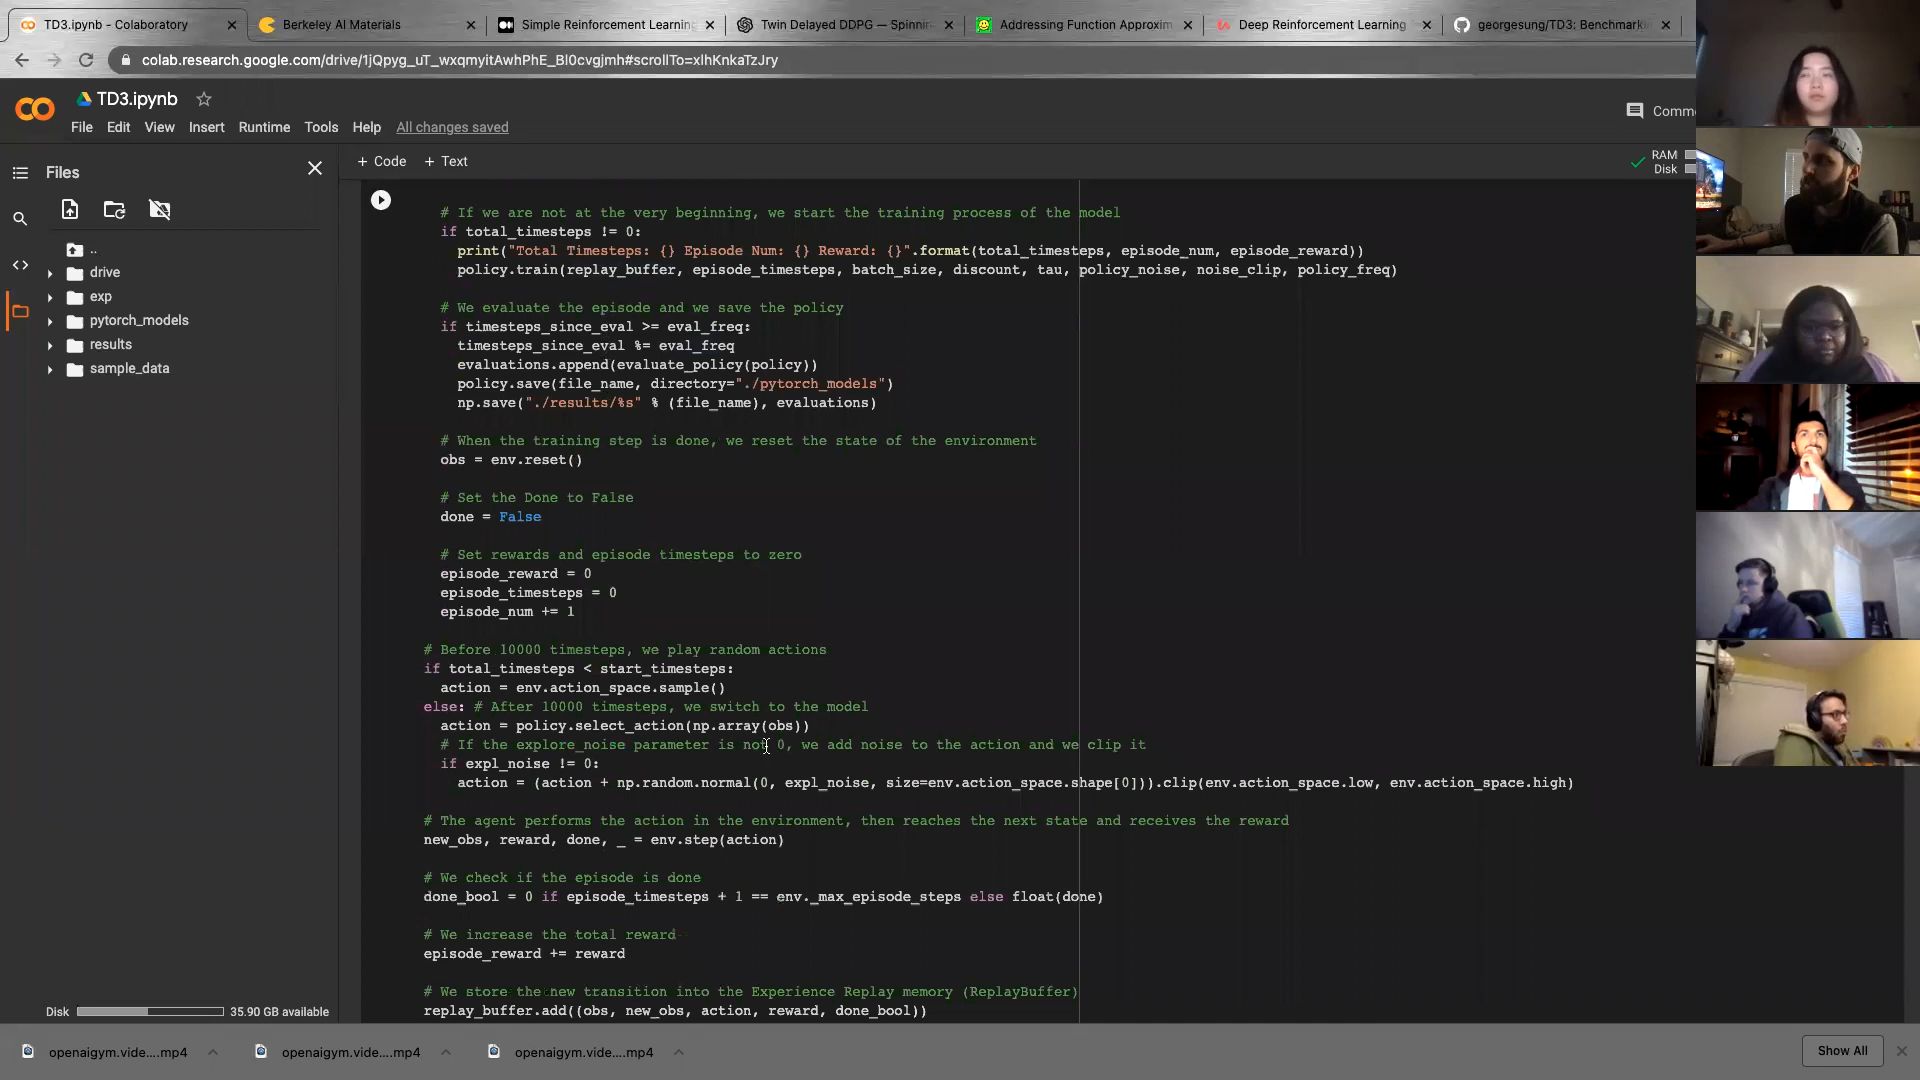 TD3.ipynb - Colaboratory
Berkeley AI Materials
Simple Reinforcement Learning
Twin Delayed DDPG — Spinnin
Addressing Function Approxim
Deep Reinforcement Learning
georgesung/TD3: Benchmarki
colab.research.google.com/drive/1jQpyg_uT_wxqmyitAwhPhE_Bl0cvgjmh#scrollTo=xlhKnkaTzJry
TD3.ipynb
File Edit View Insert Runtime Tools Help All changes saved
Comme
+ Code + Text
RAM
Disk
Files
..
drive
exp
pytorch_models
results
sample_data
# If we are not at the very beginning, we start the training process of the model
if total_timesteps != 0:
print("Total Timesteps: {} Episode Num: {} Reward: {}".format(total_timesteps, episode_num, episode_reward))
policy.train(replay_buffer, episode_timesteps, batch_size, discount, tau, policy_noise, noise_clip, policy_freq)
# We evaluate the episode and we save the policy
if timesteps_since_eval >= eval_freq:
timesteps_since_eval %= eval_freq
evaluations.append(evaluate_policy(policy))
policy.save(file_name, directory="./pytorch_models")
np.save("./results/%s" % (file_name), evaluations)
# When the training step is done, we reset the state of the environment
obs = env.reset()
# Set the Done to False
done = False
# Set rewards and episode timesteps to zero
episode_reward = 0
episode_timesteps = 0
episode_num += 1
# Before 10000 timesteps, we play random actions
if total_timesteps < start_timesteps:
action = env.action_space.sample()
else: # After 10000 timesteps, we switch to the model
action = policy.select_action(np.array(obs))
# If the explore_noise parameter is not 0, we add noise to the action and we clip it
if expl_noise != 0:
action = (action + np.random.normal(0, expl_noise, size=env.action_space.shape[0])).clip(env.action_space.low, env.action_space.high)
# The agent performs the action in the environment, then reaches the next state and receives the reward
new_obs, reward, done, _ = env.step(action)
# We check if the episode is done
done_bool = 0 if episode_timesteps + 1 == env._max_episode_steps else float(done)
# We increase the total reward
episode_reward += reward
# We store the new transition into the Experience Replay memory (ReplayBuffer)
replay_buffer.add((obs, new_obs, action, reward, done_bool))
Disk 35.90 GB available
openaigym.vide....mp4
openaigym.vide....mp4
openaigym.vide....mp4
Show All